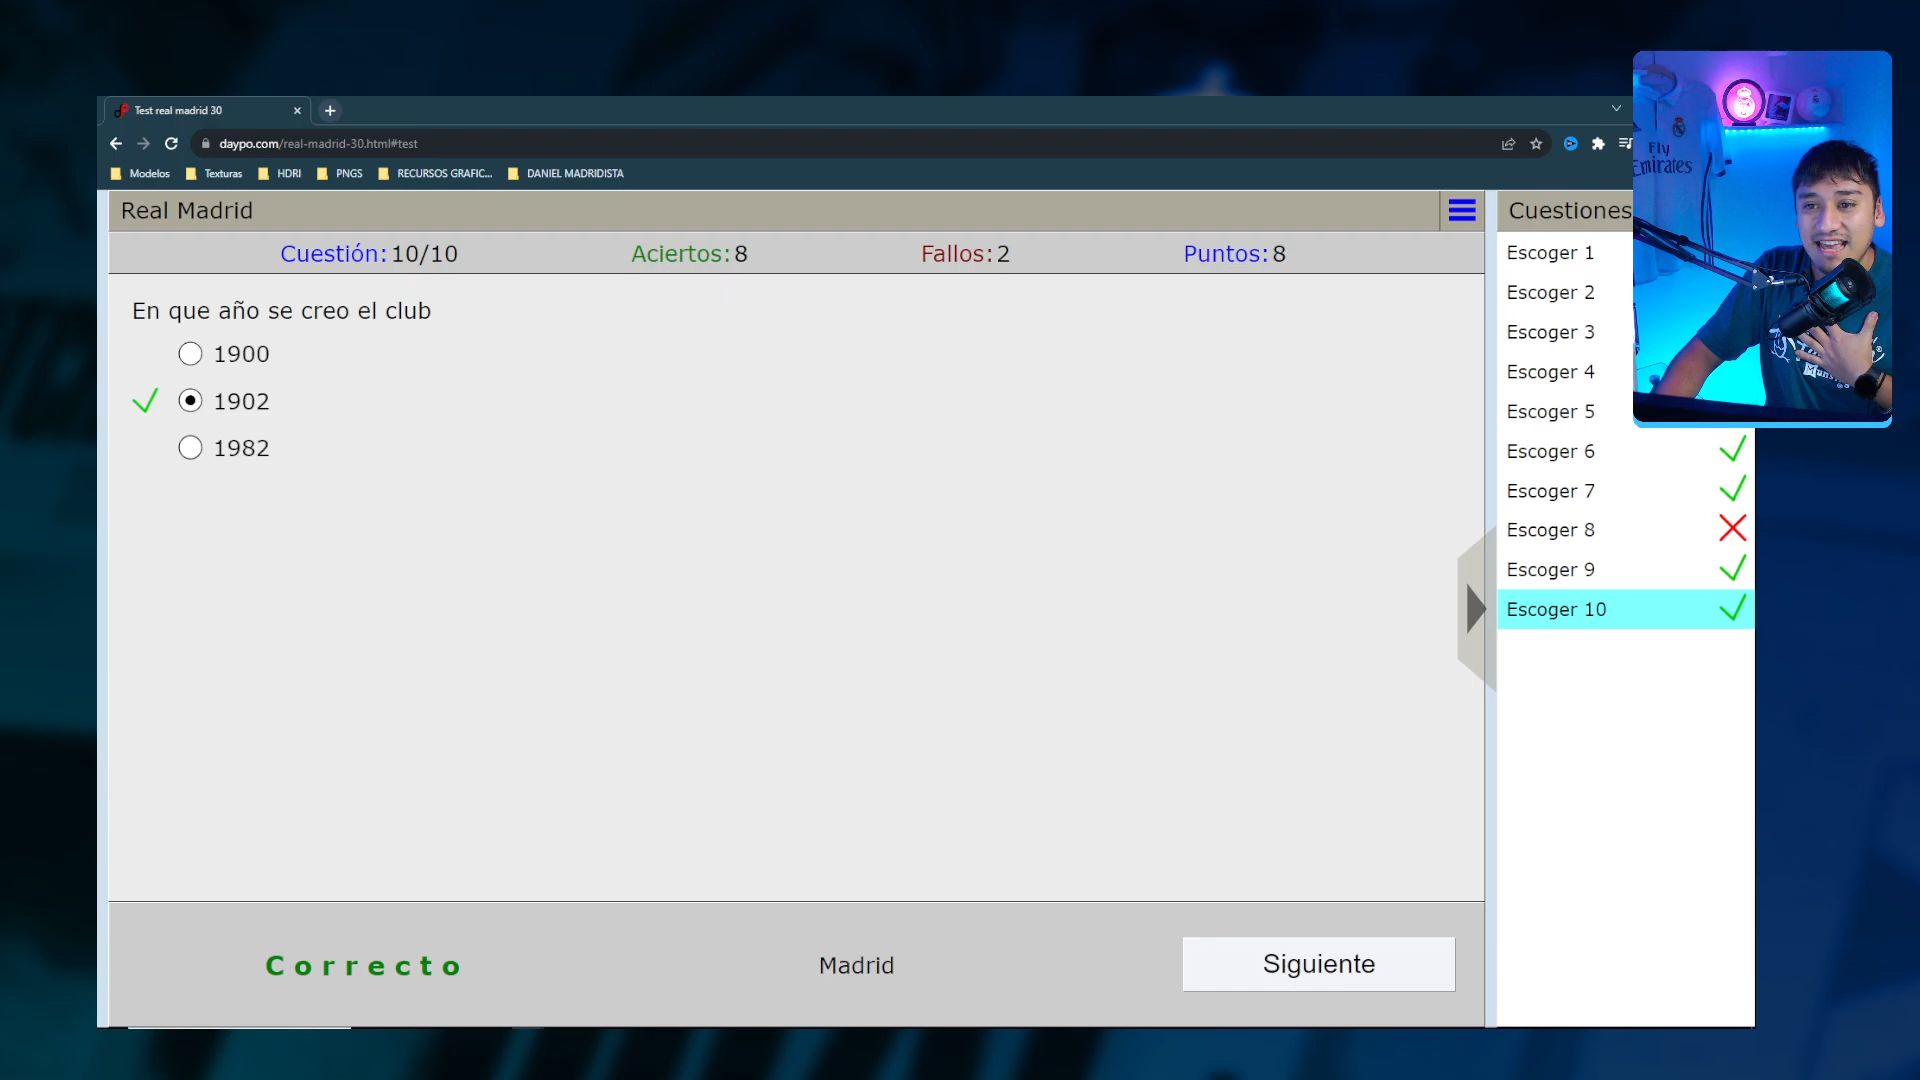 Test real madrid 30
daypo.com/real-madrid-30.html#test
Modelos Texturas HDRI PNGS RECURSOS GRAFIC... DANIEL MADRIDISTA
Real Madrid
Cuestión: 10/10 Aciertos: 8 Fallos: 2 Puntos: 8
En que año se creo el club
1900
1902
1982
Correcto Madrid Siguiente
Cuestiones
Escoger 1
Escoger 2
Escoger 3
Escoger 4
Escoger 5
Escoger 6
Escoger 7
Escoger 8
Escoger 9
Escoger 10
Fly
Emirates